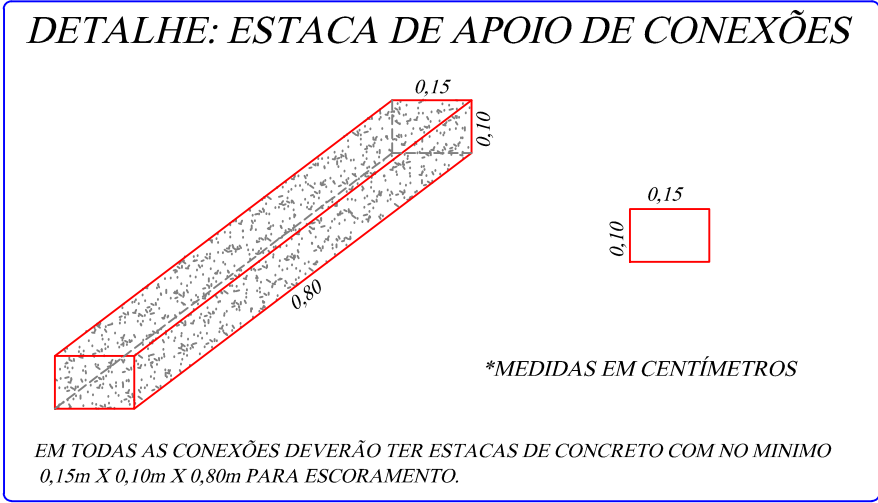 DETALHE: ESTACA DE APOIO DE CONEXÕES
0,15
0,10
0,15
0,10
0,80
*MEDIDAS EM CENTÍMETROS
EM TODAS AS CONEXÕES DEVERÃO TER ESTACAS DE CONCRETO COM NO MINIMO
0,15m X 0,10m X 0,80m PARA ESCORAMENTO.